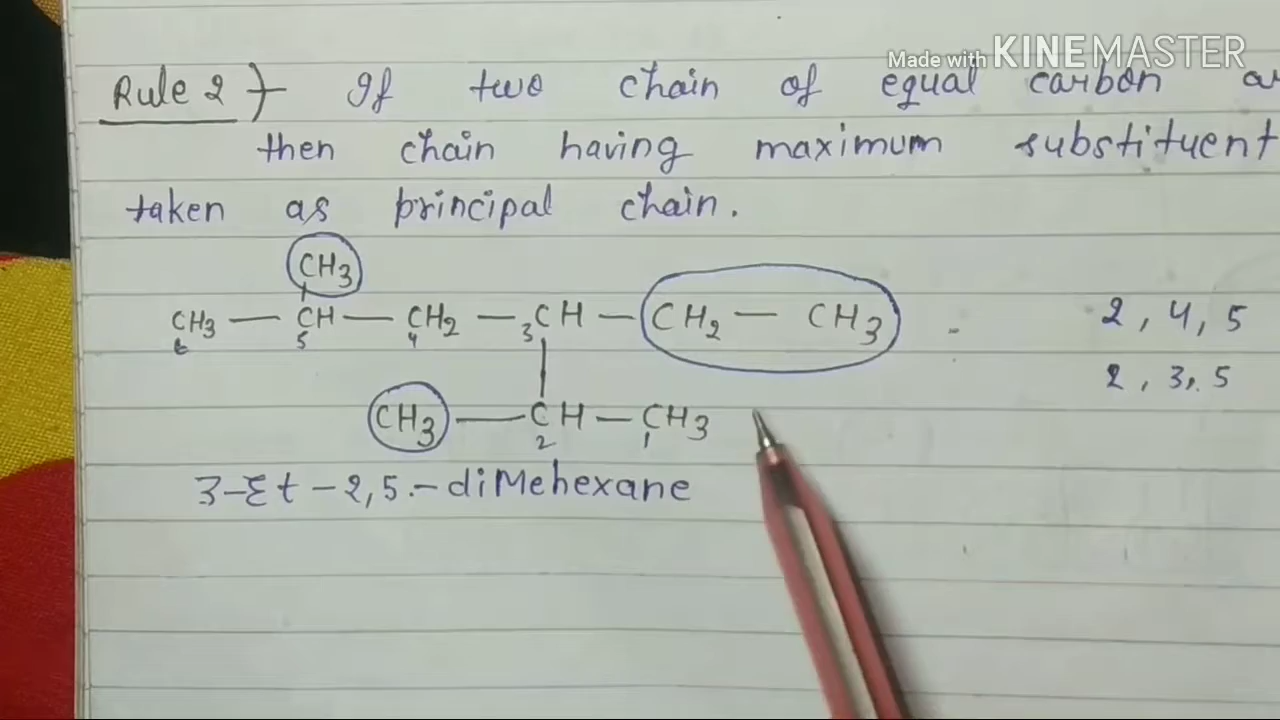 Made with KINEMASTER
Rule 2 If two chain of equal carbon
then chain having maximum substituent
taken as principal chain.
CH3
CH3 — CH — CH2 — CH — CH2 — CH3
6 5 4 3
2, 4, 5
2, 3, 5
CH3 — CH — CH3
2 1
3-Et-2,5-diMehexane